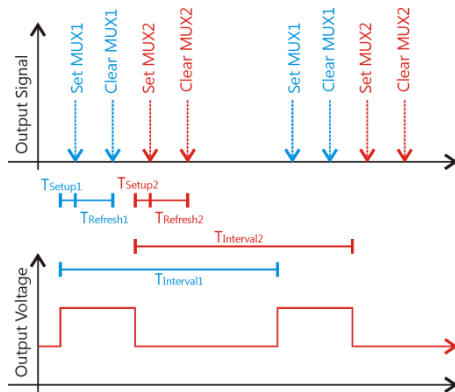 Output Signal
Set MUX1
Clear MUX1
Set MUX2
Clear MUX2
Set MUX1
Clear MUX1
Set MUX2
Clear MUX2
TSetup1
TSetup2
TRefresh1
TRefresh2
TInterval2
TInterval1
Output Voltage